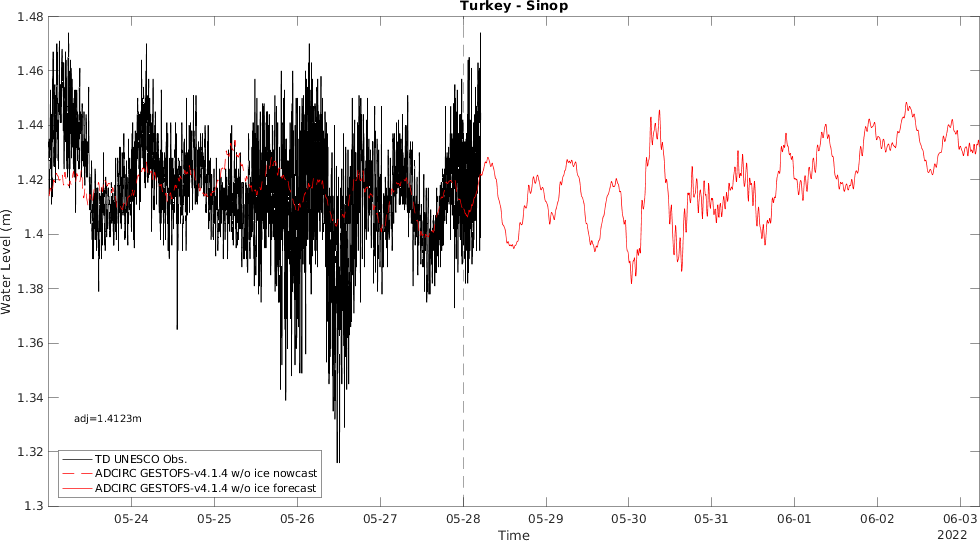 Turkey - Sinop
1.48
1.46
1.44
1.42
1.4
1.38
1.36
1.34
1.32
1.3
Water Level (m)
adj=1.4123m
TD UNESCO Obs.
ADCIRC GESTOFS-v4.1.4 w/o ice nowcast
ADCIRC GESTOFS-v4.1.4 w/o ice forecast
05-24 05-25 05-26 05-27 05-28 05-29 05-30 05-31 06-01 06-02 06-03
Time
2022